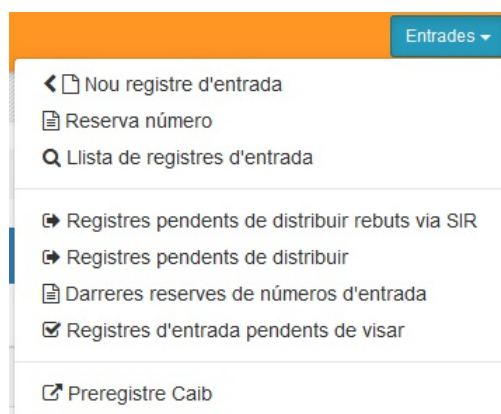 Entrades
Nou registre d'entrada
Reserva número
Llista de registres d'entrada
Registres pendents de distribuir rebuts via SIR
Registres pendents de distribuir
Darreres reserves de números d'entrada
Registres d'entrada pendents de visar
Preregistre Caib